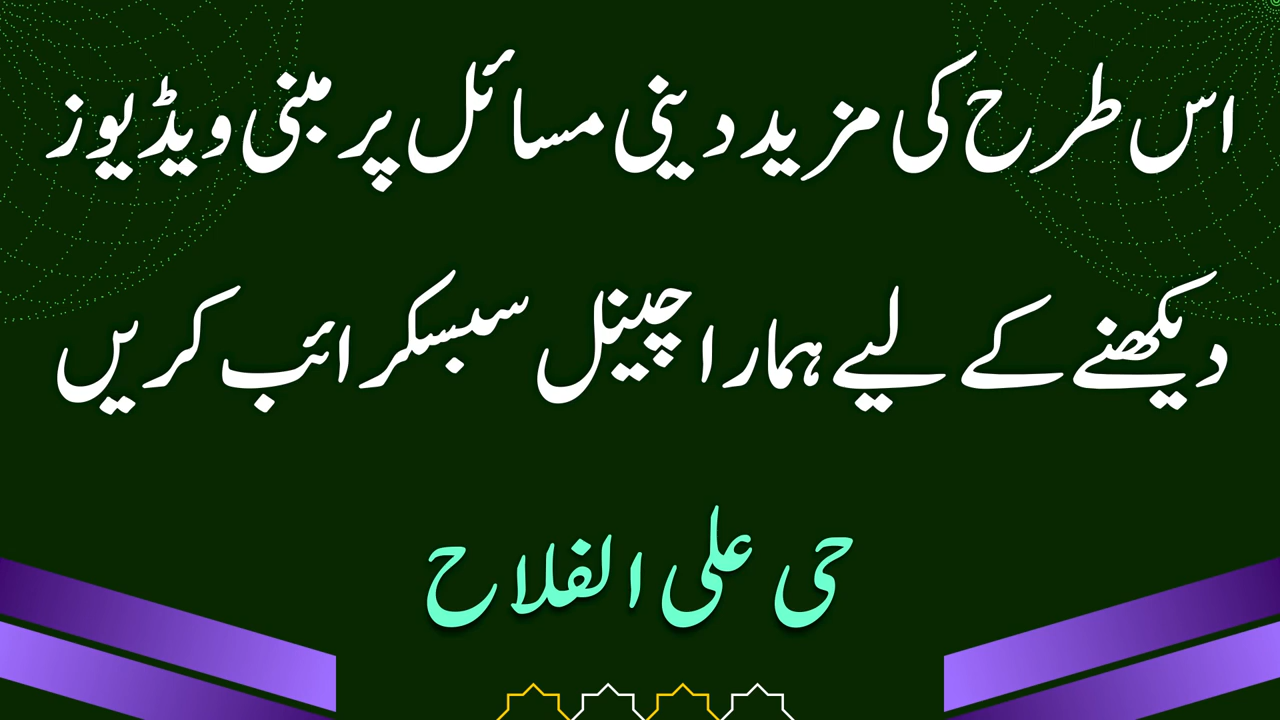 اس طرح کی مزید دینی مسائل پر مبنی ویڈیوز
دیکھنے کے لیے ہمارا چینل سبسکرائب کریں
حی علی الفلاح